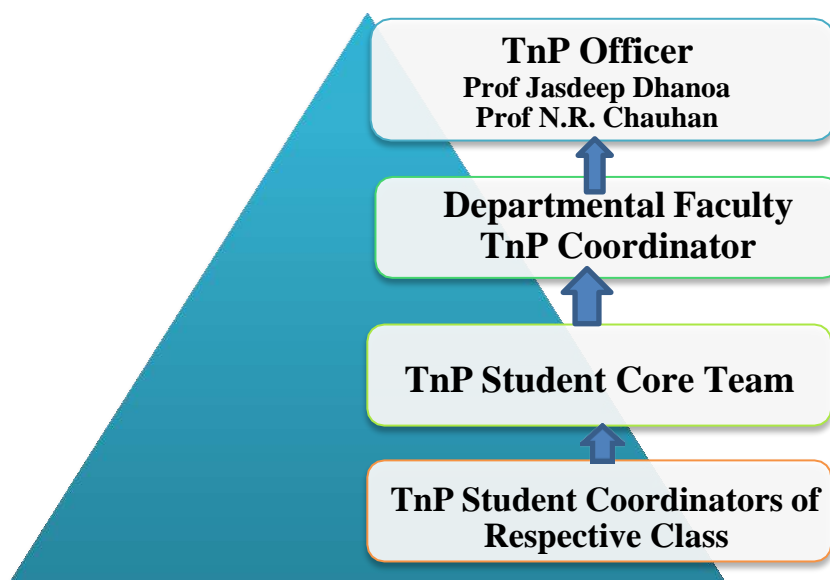 TnP Officer
Prof Jasdeep Dhanoa
Prof N.R. Chauhan
Departmental Faculty
TnP Coordinator
TnP Student Core Team
TnP Student Coordinators of
Respective Class